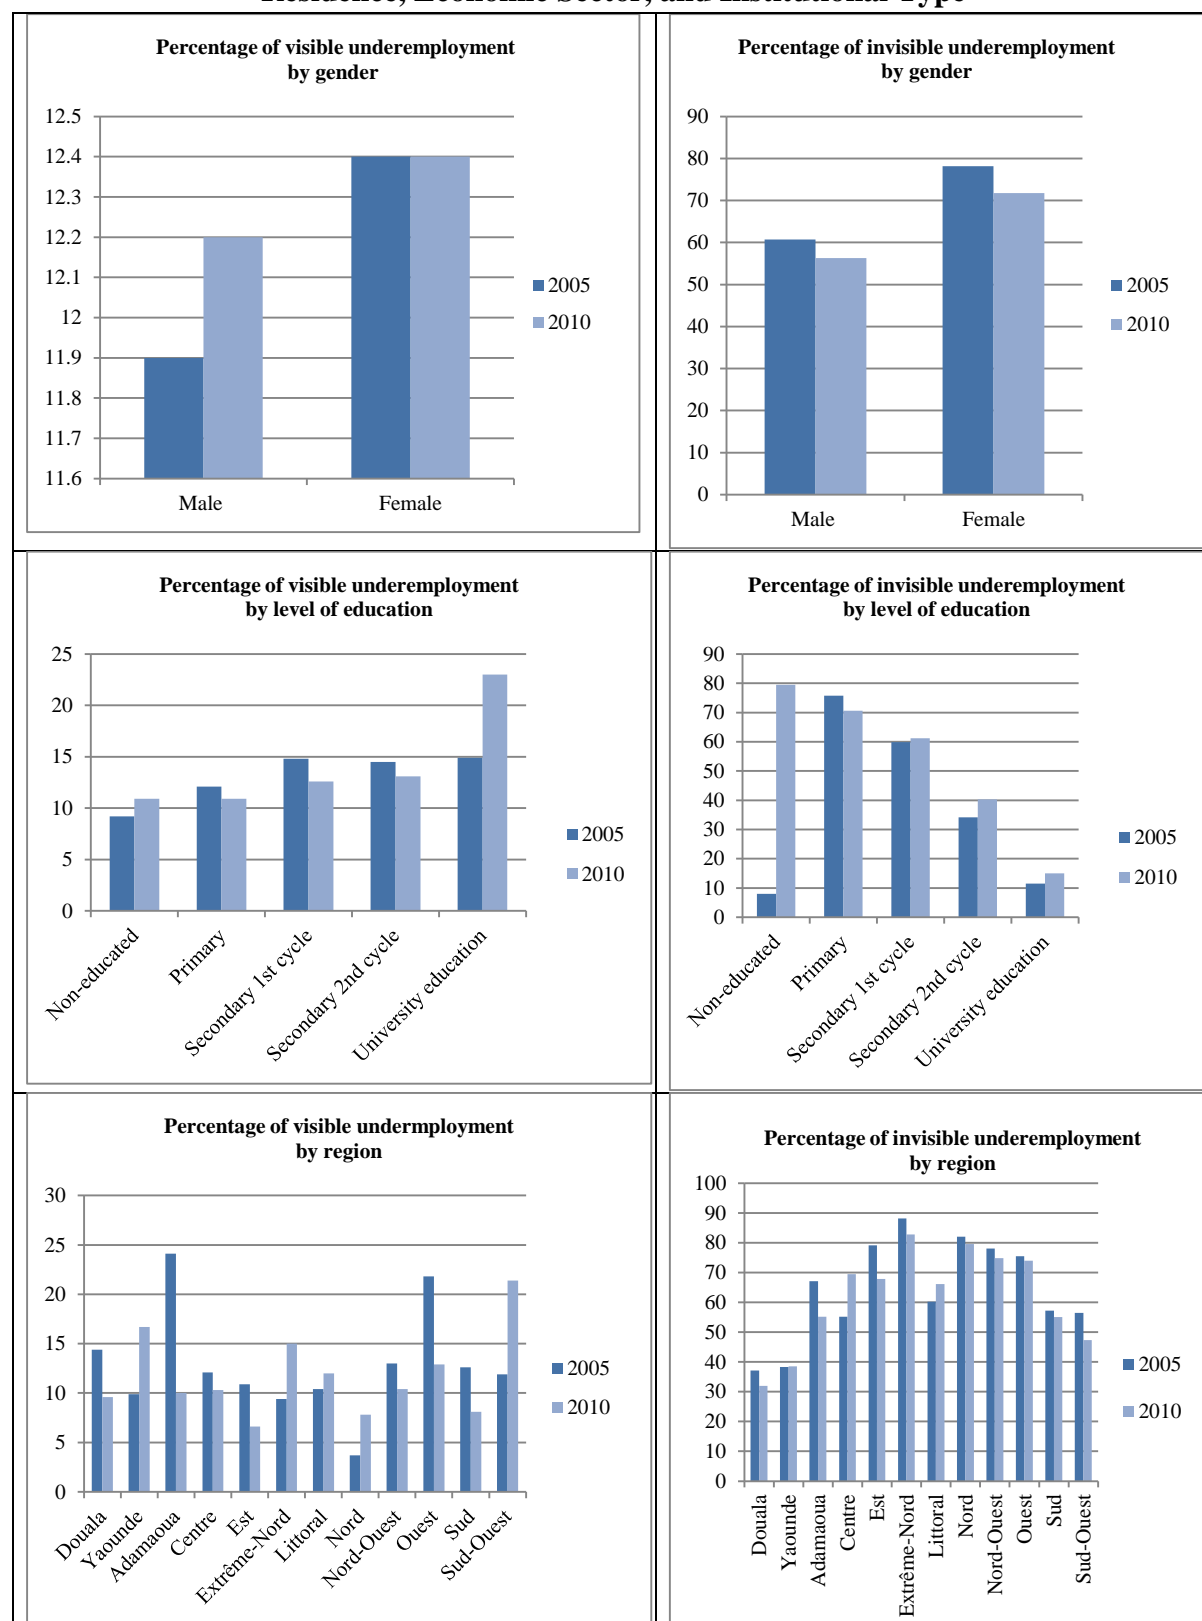 Residence, Economic Sector, and Institutional Type
Percentage of visible underemployment
by gender
12.5
12.4
12.3
12.2
12.1
12
11.9
11.8
11.7
11.6
Male
Female
2005
2010
Percentage of invisible underemployment
by gender
90
80
70
60
50
40
30
20
10
0
Male
Female
2005
2010
Percentage of visible underemployment
by level of education
25
20
15
10
5
0
Non-educated
Primary
Secondary 1st cycle
Secondary 2nd cycle
University education
2005
2010
Percentage of invisible underemployment
by level of education
90
80
70
60
50
40
30
20
10
0
Non-educated
Primary
Secondary 1st cycle
Secondary 2nd cycle
University education
2005
2010
Percentage of visible undermployment
by region
30
25
20
15
10
5
0
Douala
Yaounde
Adamaoua
Centre
Est
Extrême-Nord
Littoral
Nord
Nord-Ouest
Ouest
Sud
Sud-Ouest
2005
2010
Percentage of invisible underemployment
by region
100
90
80
70
60
50
40
30
20
10
0
Douala
Yaounde
Adamaoua
Centre
Est
Extrême-Nord
Littoral
Nord
Nord-Ouest
Ouest
Sud
Sud-Ouest
2005
2010